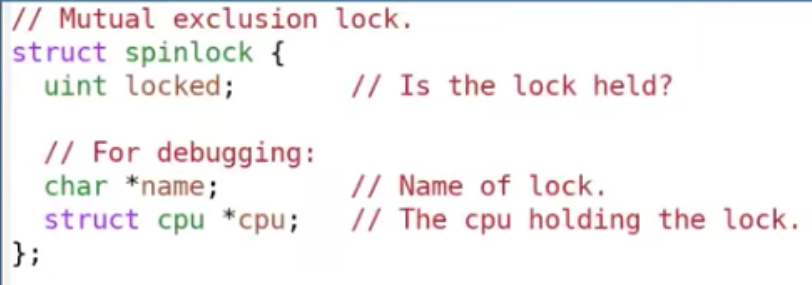 // Mutual exclusion lock.
struct spinlock {
  uint locked;       // Is the lock held?

  // For debugging:
  char *name;        // Name of lock.
  struct cpu *cpu;   // The cpu holding the lock.
};